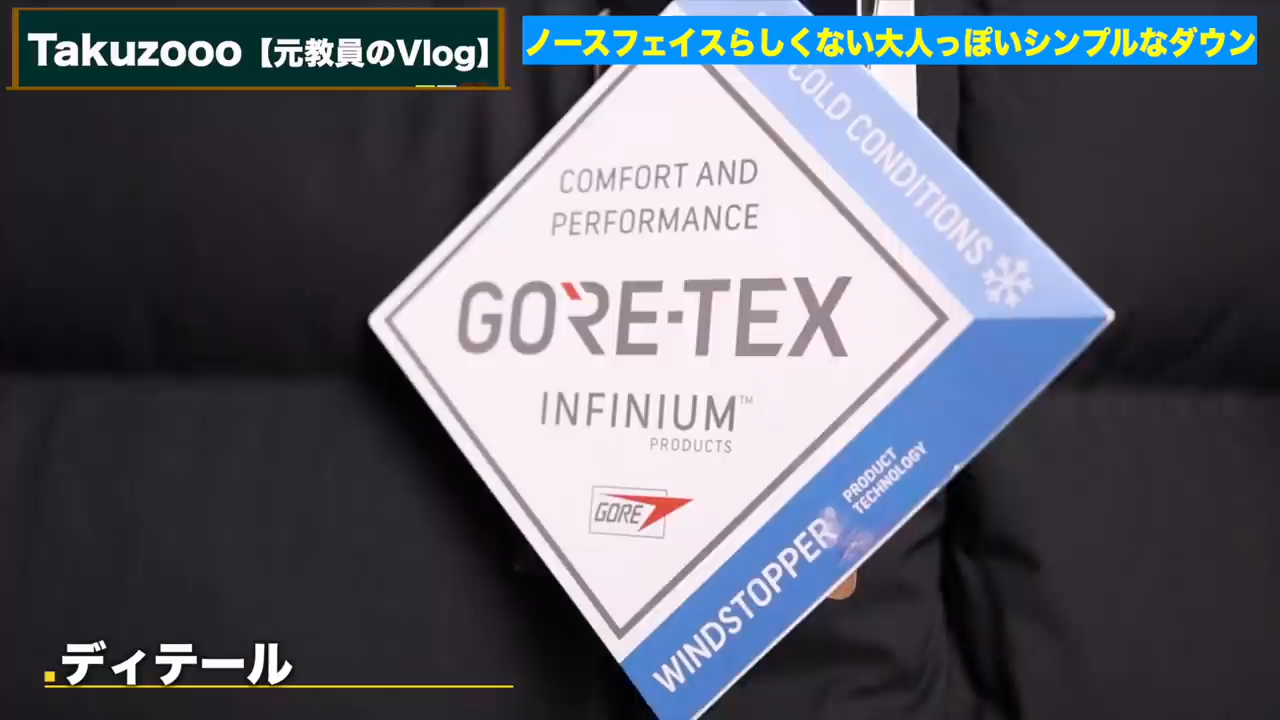 Takuzooo【元教員のVlog】
ノースフェイスらしくない大人っぽいシンプルなダウン
COLD CONDITIONS
COMFORT AND
PERFORMANCE
GORE-TEX
INFINIUM™
PRODUCTS
GORE
WINDSTOPPER®
PRODUCT
TECHNOLOGY
ディテール